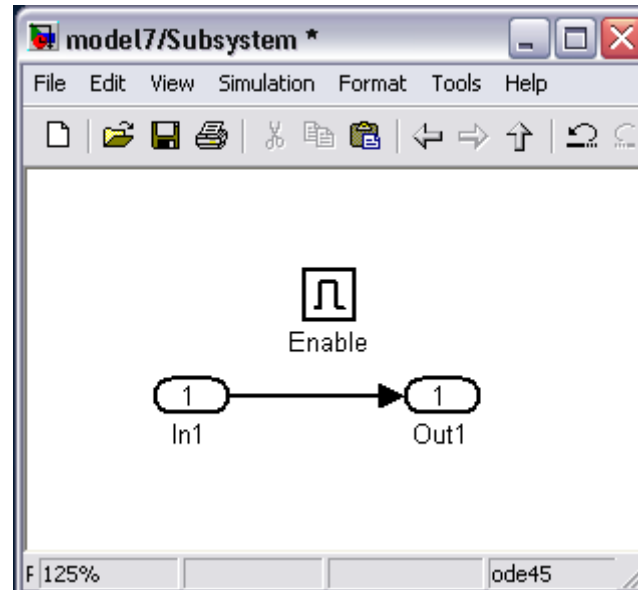 model7/Subsystem *
File Edit View Simulation Format Tools Help
Enable
1 1
In1 Out1
F 125% ode45